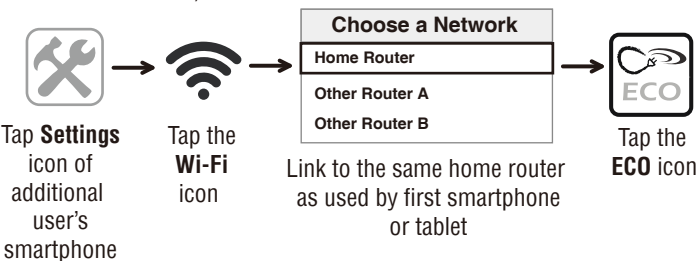 Choose a Network
Home Router
Other Router A
Other Router B
ECO
Tap Settings
icon of
additional
user's
smartphone
Tap the
Wi-Fi
icon
Link to the same home router
as used by first smartphone
or tablet
Tap the
ECO icon